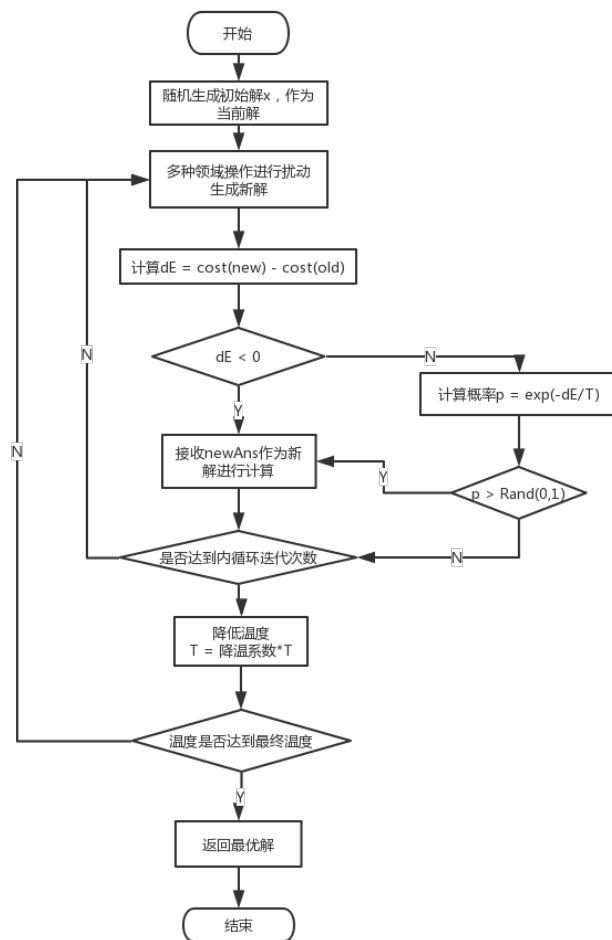 开始
随机生成初始解x，作为
当前解
多种领域操作进行扰动
生成新解
计算dE = cost(new) - cost(old)
N
dE < 0
N
计算概率p = exp(-dE/T)
Y
N
接收newAns作为新
解进行计算
Y
p > Rand(0,1)
是否达到内循环迭代次数
N
降低温度
T = 降温系数*T
温度是否达到最终温度
Y
返回最优解
结束